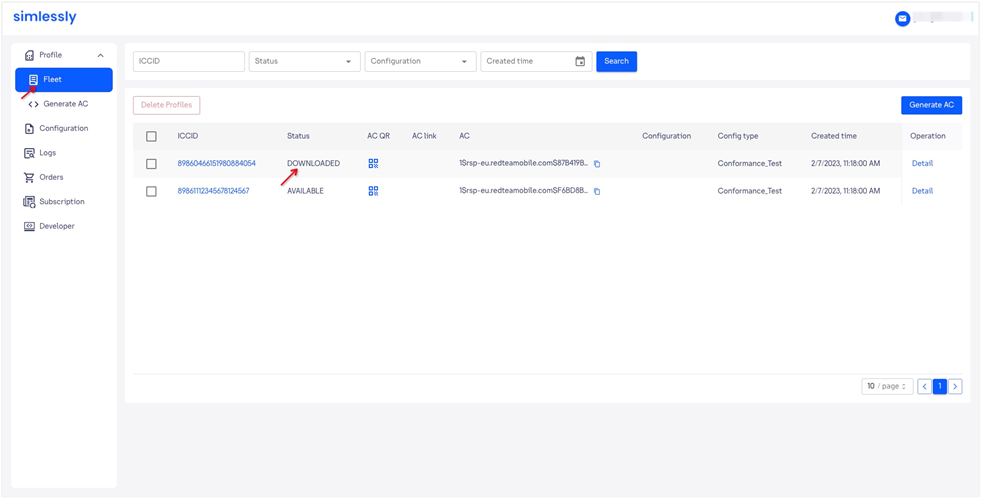 simlessly
Profile
Fleet
Generate AC
Configuration
Logs
Orders
Subscription
Developer
ICCID Status Configuration Created time Search
Delete Profiles Generate AC
ICCID Status AC QR AC link AC Configuration Config type Created time Operation
89860466151980884054 DOWNLOADED 1$rsp-eu.redteamobile.com$87B419B... Conformance_Test 2/7/2023, 11:18:00 AM Detail
89861112345678124567 AVAILABLE 1$rsp-eu.redteamobile.com$F6BD8B... Conformance_Test 2/7/2023, 11:18:00 AM Detail
10 / page 1